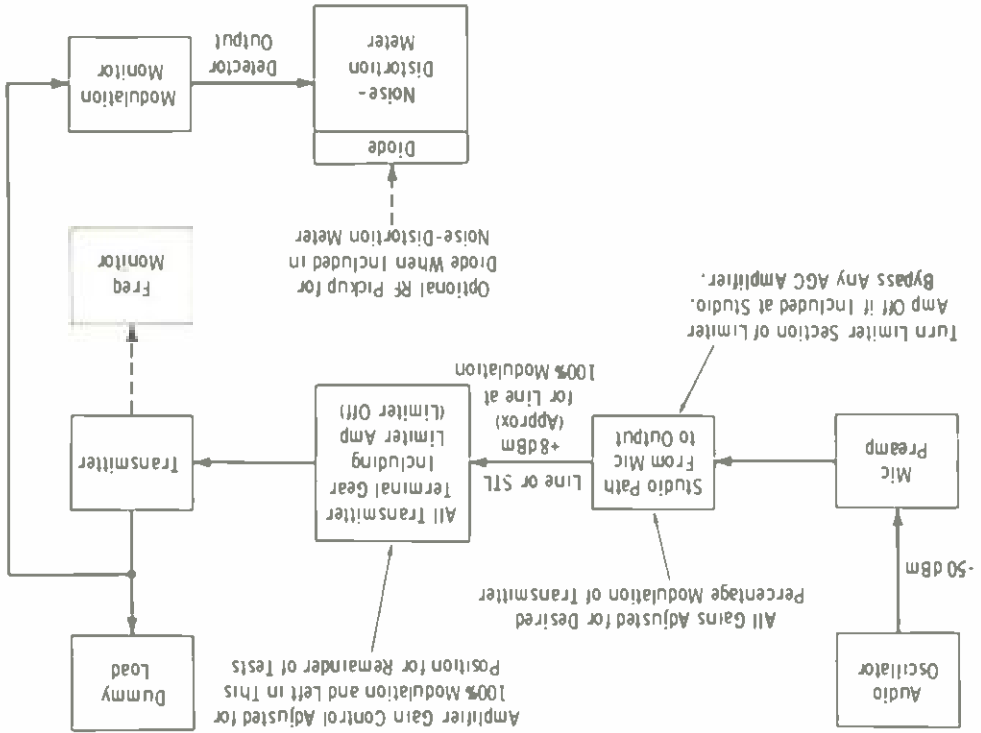 Audio
Oscillator
-50 dBm
Mic
Preamp
All Gains Adjusted for Desired
Percentage Modulation of Transmitter
Studio Path
From Mic
to Output
Turn Limiter Section of Limiter
Amp Off if Included at Studio.
Bypass Any AGC Amplifier.
Line or STL
+8 dBm
(Approx)
for Line at
100% Modulation
Amplifier Gain Control Adjusted for
100% Modulation and Left in This
Position for Remainder of Tests
All Transmitter
Terminal Gear
Including
Limiter Amp
(Limiter Off)
Dummy
Load
Transmitter
Freq
Monitor
Optional RF Pickup for
Diode When Included in
Noise-Distortion Meter
Diode
Noise-
Distortion
Meter
Detector
Output
Modulation
Monitor